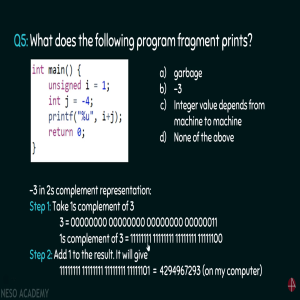 Q5: What does the following program fragment prints?
int main() {
unsigned i = 1;
int j = -4;
printf("%u", i+j);
return 0;
}
a) garbage
b) -3
c) Integer value depends from
machine to machine
d) None of the above
-3 in 2s complement representation:
Step 1: Take 1s complement of 3
3 = 00000000 00000000 00000000 00000011
1s complement of 3 = 11111111 11111111 11111111 11111100
Step 2: Add 1 to the result. It will give
11111111 11111111 11111111 11111101 = 4294967293 (on my computer)
NESO ACADEMY